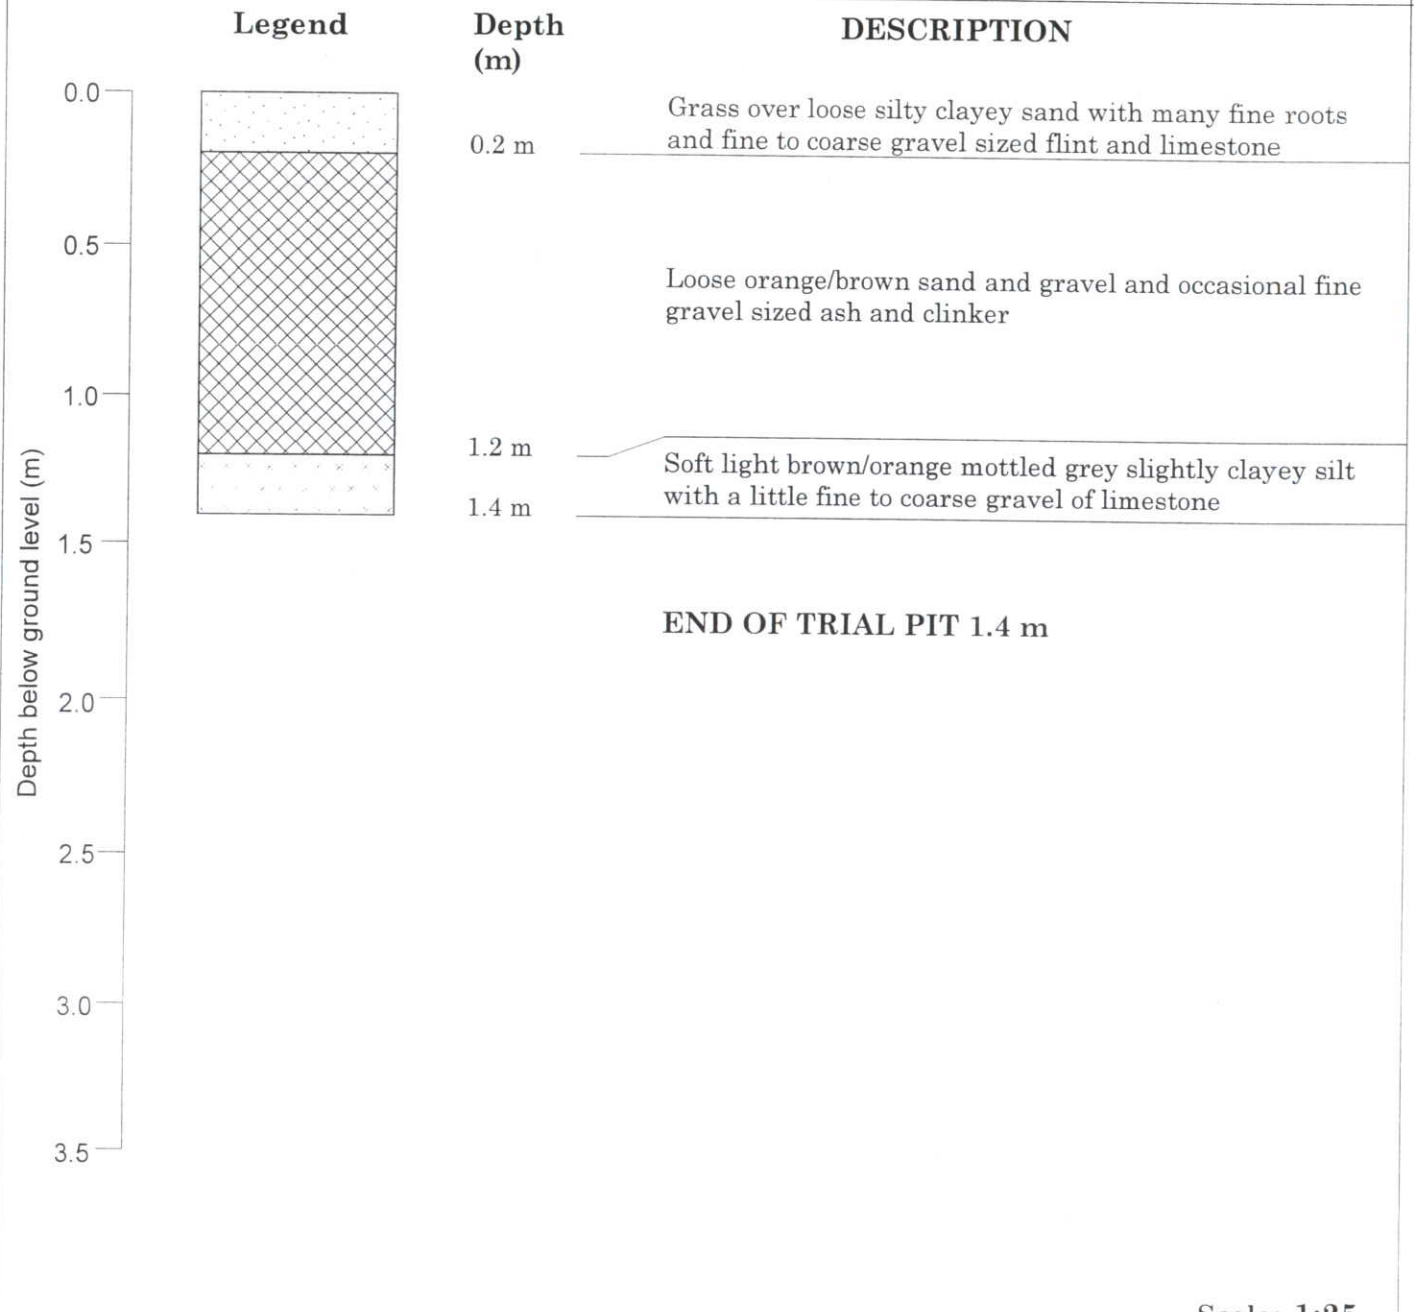 Legend Depth DESCRIPTION
(m)
0.0
Grass over loose silty clayey sand with many fine roots
0.2 m and fine to coarse gravel sized flint and limestone
0.5
Loose orange/brown sand and gravel and occasional fine
gravel sized ash and clinker
1.0
1.2 m
Soft light brown/orange mottled grey slightly clayey silt
with a little fine to coarse gravel of limestone
1.4 m
1.5
END OF TRIAL PIT 1.4 m
Depth below ground level (m)
2.0
2.5
3.0
3.5
Scale: 1:25